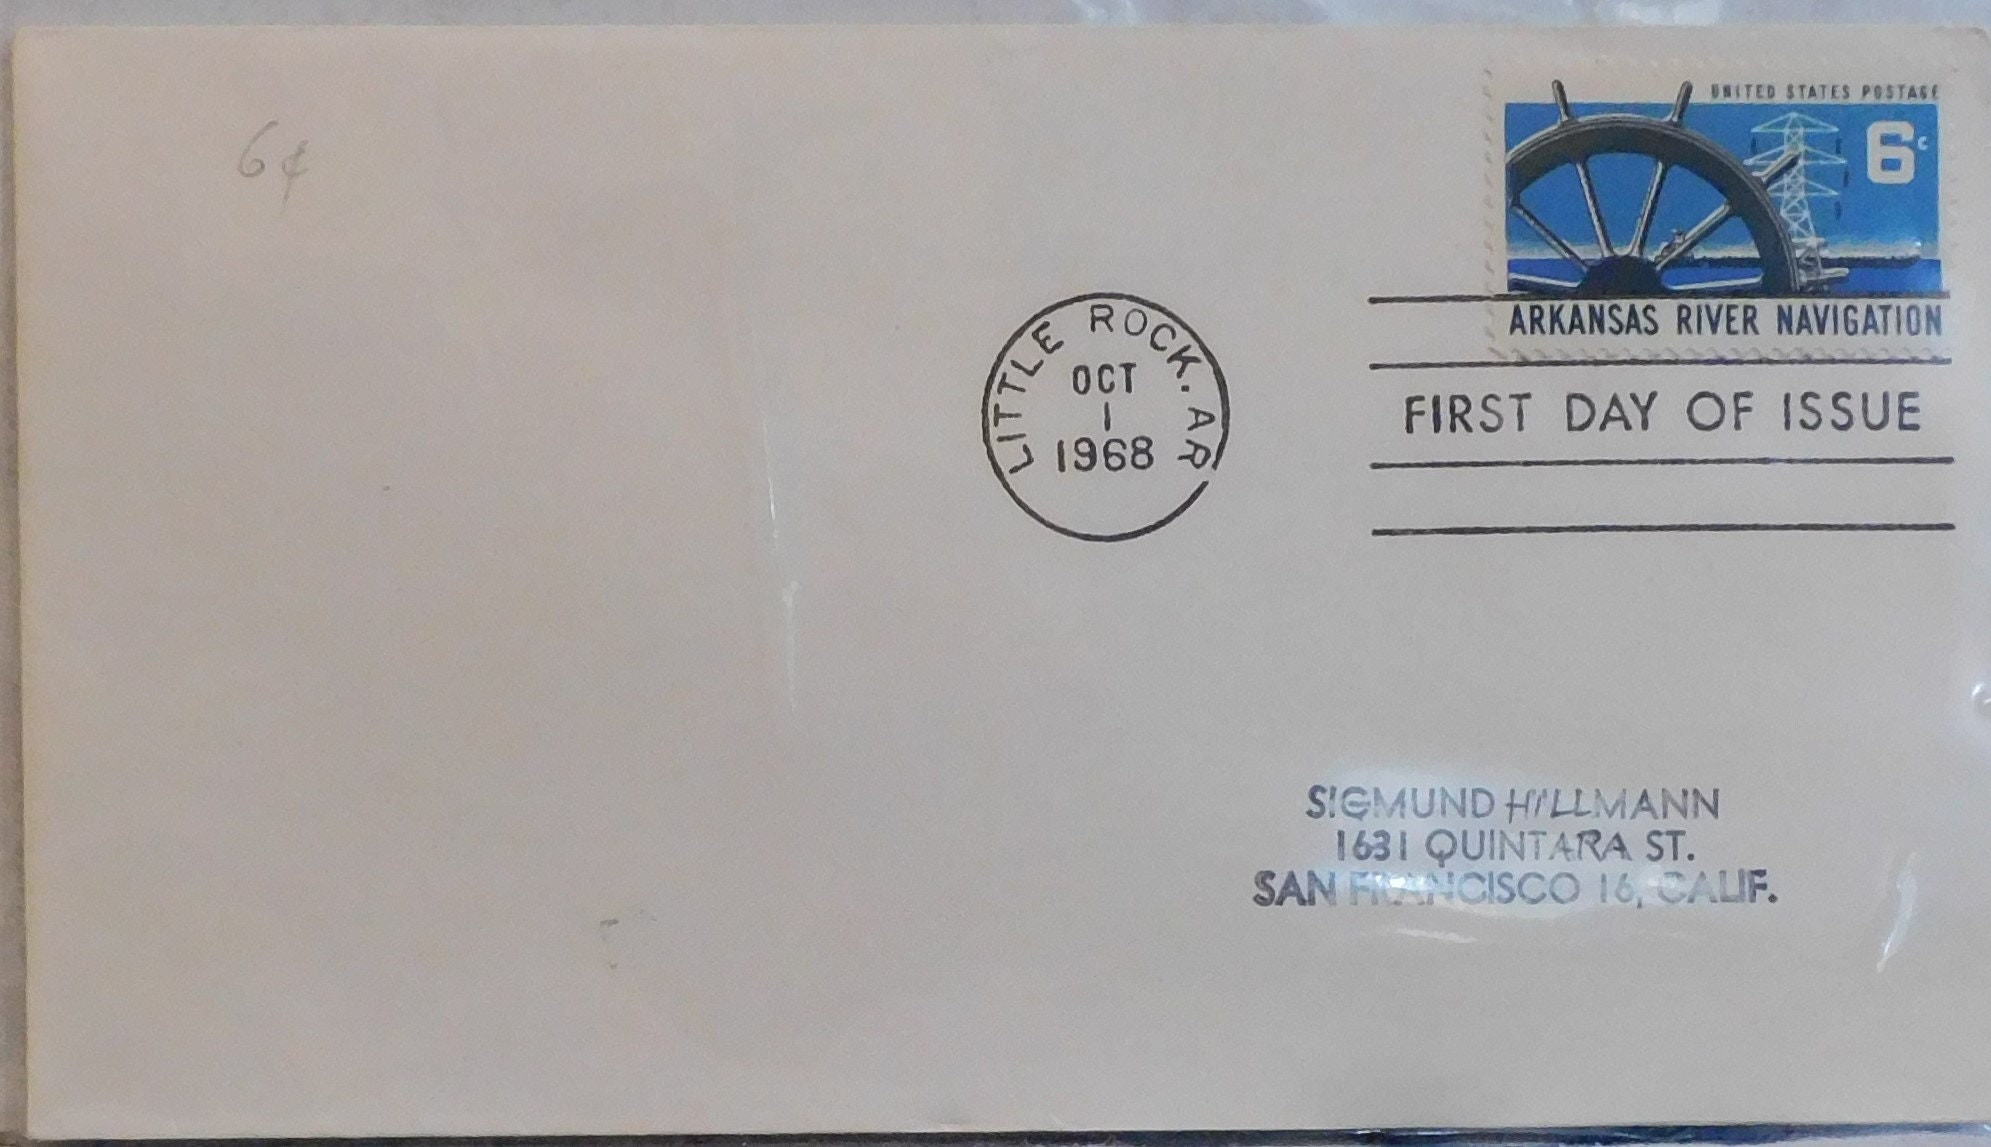 6¢
UNITED STATES POSTAGE
6c
ARKANSAS RIVER NAVIGATION
LITTLE ROCK. AR
OCT
1
1968
FIRST DAY OF ISSUE
SIGMUND HILLMANN
1631 QUINTARA ST.
SAN FRANCISCO 16, CALIF.